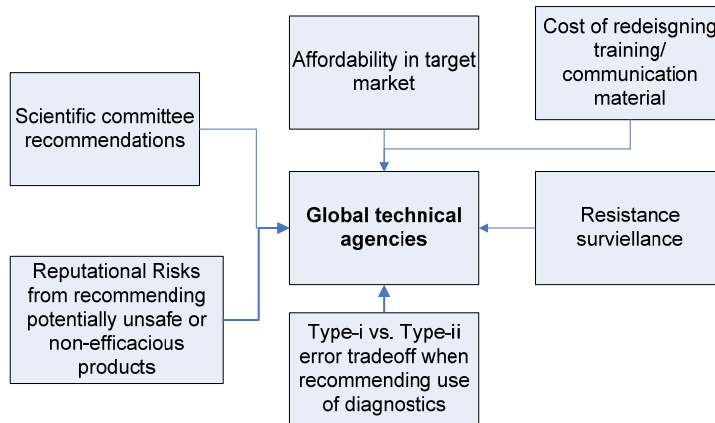 Scientific committee
recommendations
Affordability in target
market
Cost of redeisgning
training/
communication
material
Global technical
agencies
Resistance
surviellance
Reputational Risks
from recommending
potentially unsafe or
non-efficacious
products
Type-i vs. Type-ii
error tradeoff when
recommending use
of diagnostics